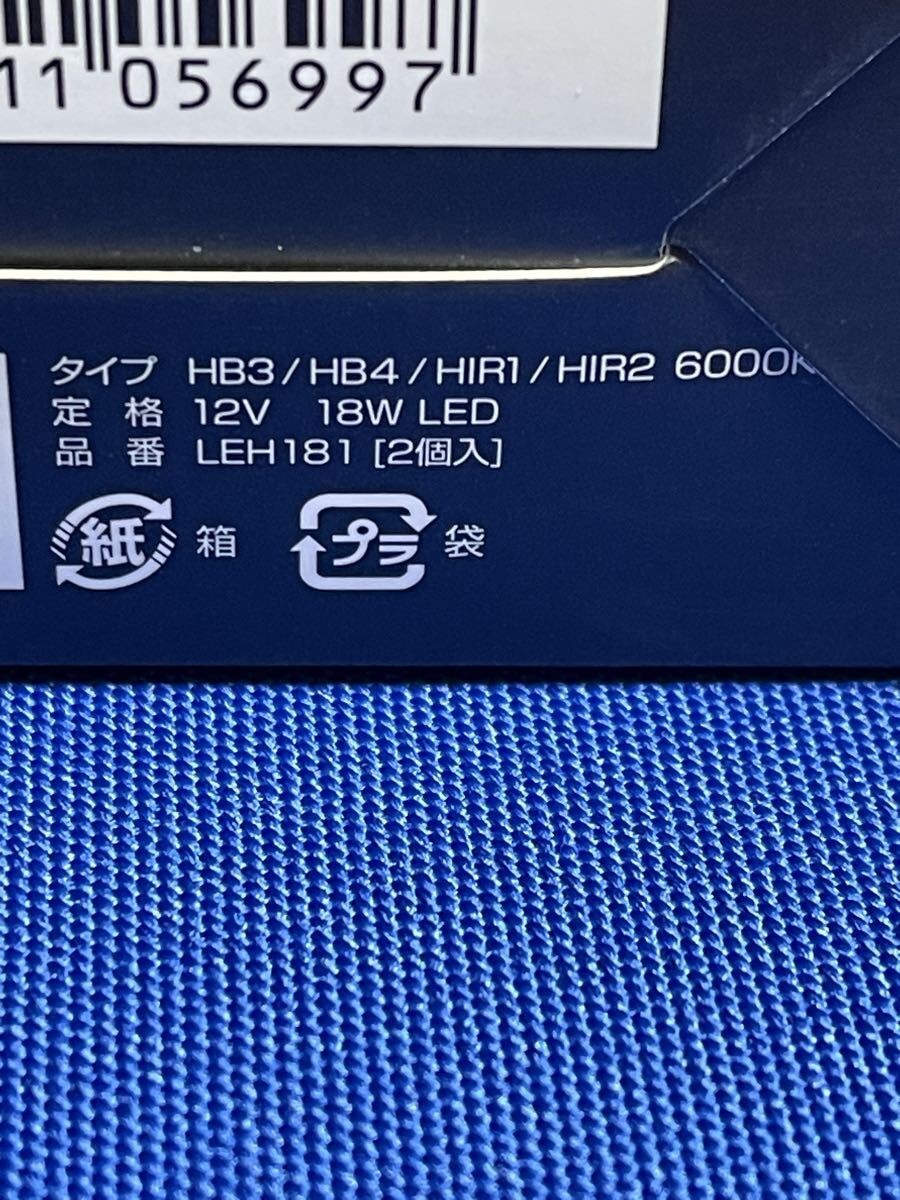 11 056997
タイプ HB3/HB4/HIR1/HIR2 6000K
定格 12V 18W LED
品番 LEH181 [2個入]
紙 箱 プラ 袋